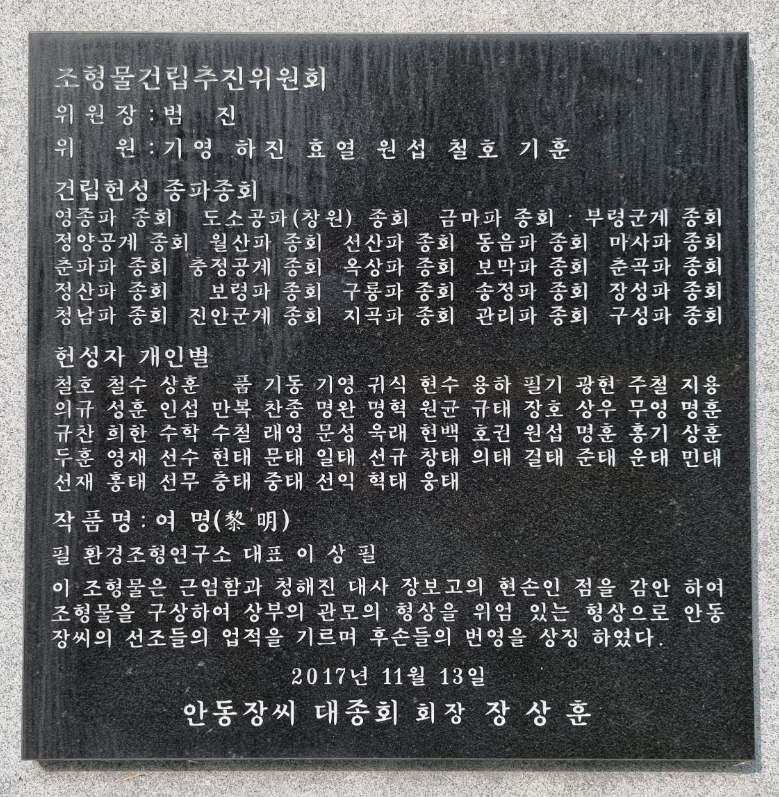 조형물건립추진위원회
위원장 : 범 진
위 원 : 기영 하진 효열 원섭 철호 기훈
건립헌성 종파종회
영종파 종회 도소공파(창원) 종회 금마파 종회 · 부령군계 종회
정양공계 종회 월산파 종회 선산파 종회 동음파 종회 마사파 종회
춘파파 종회 충정공계 종회 옥상파 종회 보막파 종회 춘곡파 종회
정산파 종회 보령파 종회 구룡파 종회 송정파 종회 장성파 종회
청남파 종회 진안군계 종회 지곡파 종회 관리파 종회 구성파 종회
헌성자 개인별
철호 철수 상훈 품 기동 기영 귀식 현수 용하 필기 광현 주철 지용
의규 성훈 인섭 만복 찬종 명완 명혁 원균 규태 장호 상우 무영 명훈
규찬 희한 수학 수철 래영 문성 욱래 현백 호권 원섭 명훈 홍기 상훈
두훈 영재 선수 현태 문태 일태 선규 창태 의태 걸태 준태 운태 민태
선재 홍태 선무 충태 중태 선익 혁태 웅태
작품명 : 여 명(黎 明)
필 환경조형연구소 대표 이 상 필
이 조형물은 근엄함과 청해진 대사 장보고의 현손인 점을 감안 하여
조형물을 구상하여 상부의 관모의 형상을 위엄 있는 형상으로 안동
장씨의 선조들의 업적을 기르며 후손들의 번영을 상징 하였다.
2017년 11월 13일
안동장씨 대종회 회장 장 상 훈